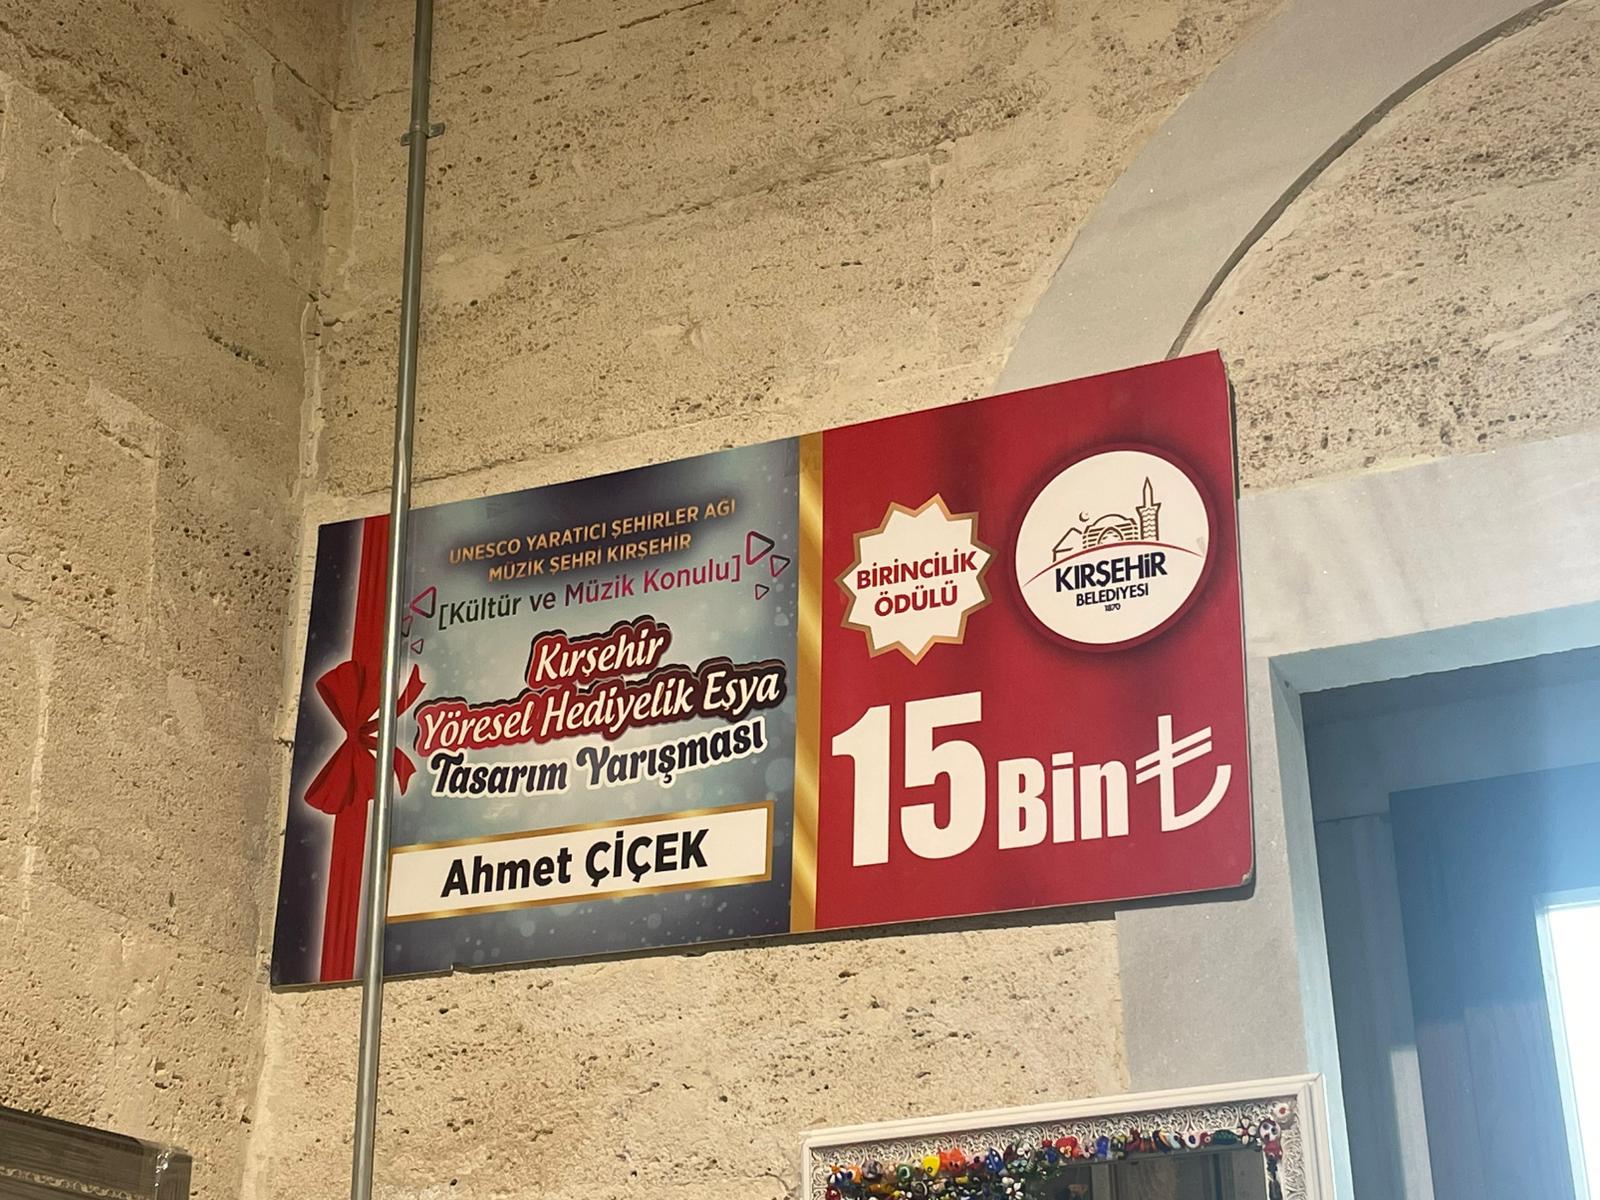 UNESCO YARATICI ŞEHİRLER AĞI
MÜZİK ŞEHRİ KIRŞEHİR
[Kültür ve Müzik Konulu]
Kırşehir
Yöresel Hediyelik Eşya
Tasarım Yarışması
Ahmet ÇİÇEK
BİRİNCİLİK
ÖDÜLÜ
KIRŞEHİR
BELEDİYESİ
1870
15 Bin ₺